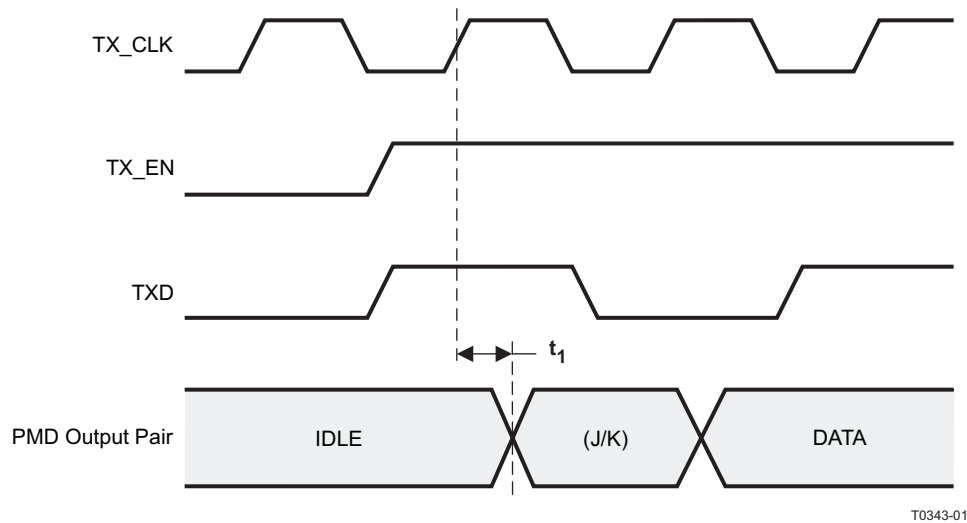 TX_CLK
TX_EN
TXD
t1
PMD Output Pair
IDLE
(J/K)
DATA
T0343-01